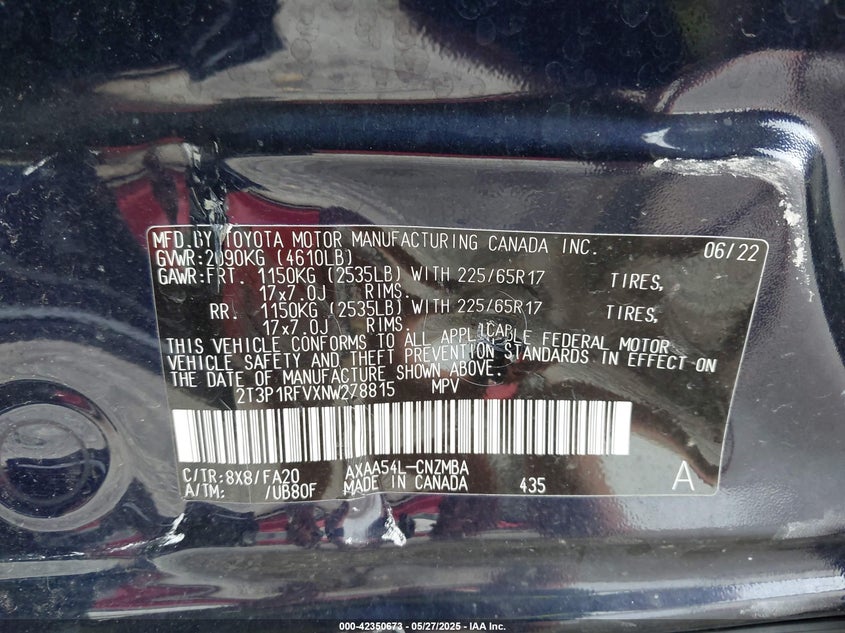 MFD.BY TOYOTA MOTOR MANUFACTURING CANADA INC. 06/22
GVWR:2090KG (4610LB)
GAWR:FRT. 1150KG (2535LB) WITH 225/65R17 TIRES,
17x7.0J RIMS.
RR. 1150KG (2535LB) WITH 225/65R17 TIRES,
17x7.0J RIMS.
THIS VEHICLE CONFORMS TO ALL APPLICABLE FEDERAL MOTOR
VEHICLE SAFETY AND THEFT PREVENTION STANDARDS IN EFFECT ON
THE DATE OF MANUFACTURE SHOWN ABOVE.
2T3P1RFVXNW278815 MPV
C/TR:8X8/FA20 AXAA54L-CNZMBA
A/TM: /UB80F MADE IN CANADA 435 A
000-42350673 - 05/27/2025 - IAA Inc.